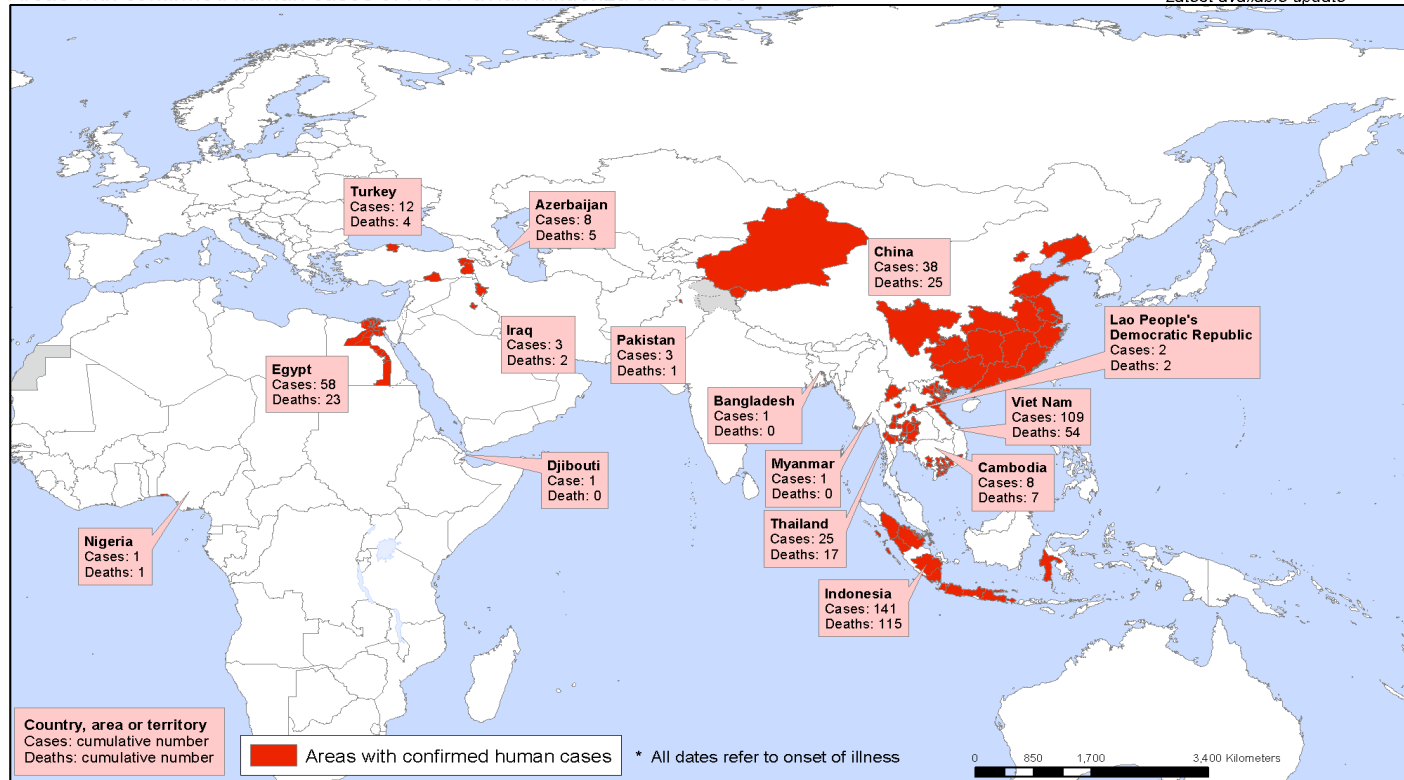 Latest available update
Turkey
Cases: 12
Deaths: 4
Azerbaijan
Cases: 8
Deaths: 5
China
Cases: 38
Deaths: 25
Lao People's
Democratic Republic
Cases: 2
Deaths: 2
Iraq
Cases: 3
Deaths: 2
Pakistan
Cases: 3
Deaths: 1
Egypt
Cases: 58
Deaths: 23
Bangladesh
Cases: 1
Deaths: 0
Viet Nam
Cases: 109
Deaths: 54
Djibouti
Case: 1
Death: 0
Myanmar
Cases: 1
Deaths: 0
Cambodia
Cases: 8
Deaths: 7
Nigeria
Cases: 1
Deaths: 1
Thailand
Cases: 25
Deaths: 17
Indonesia
Cases: 141
Deaths: 115
Country, area or territory
Cases: cumulative number
Deaths: cumulative number
Areas with confirmed human cases
* All dates refer to onset of illness
0 850 1,700 3,400 Kilometers